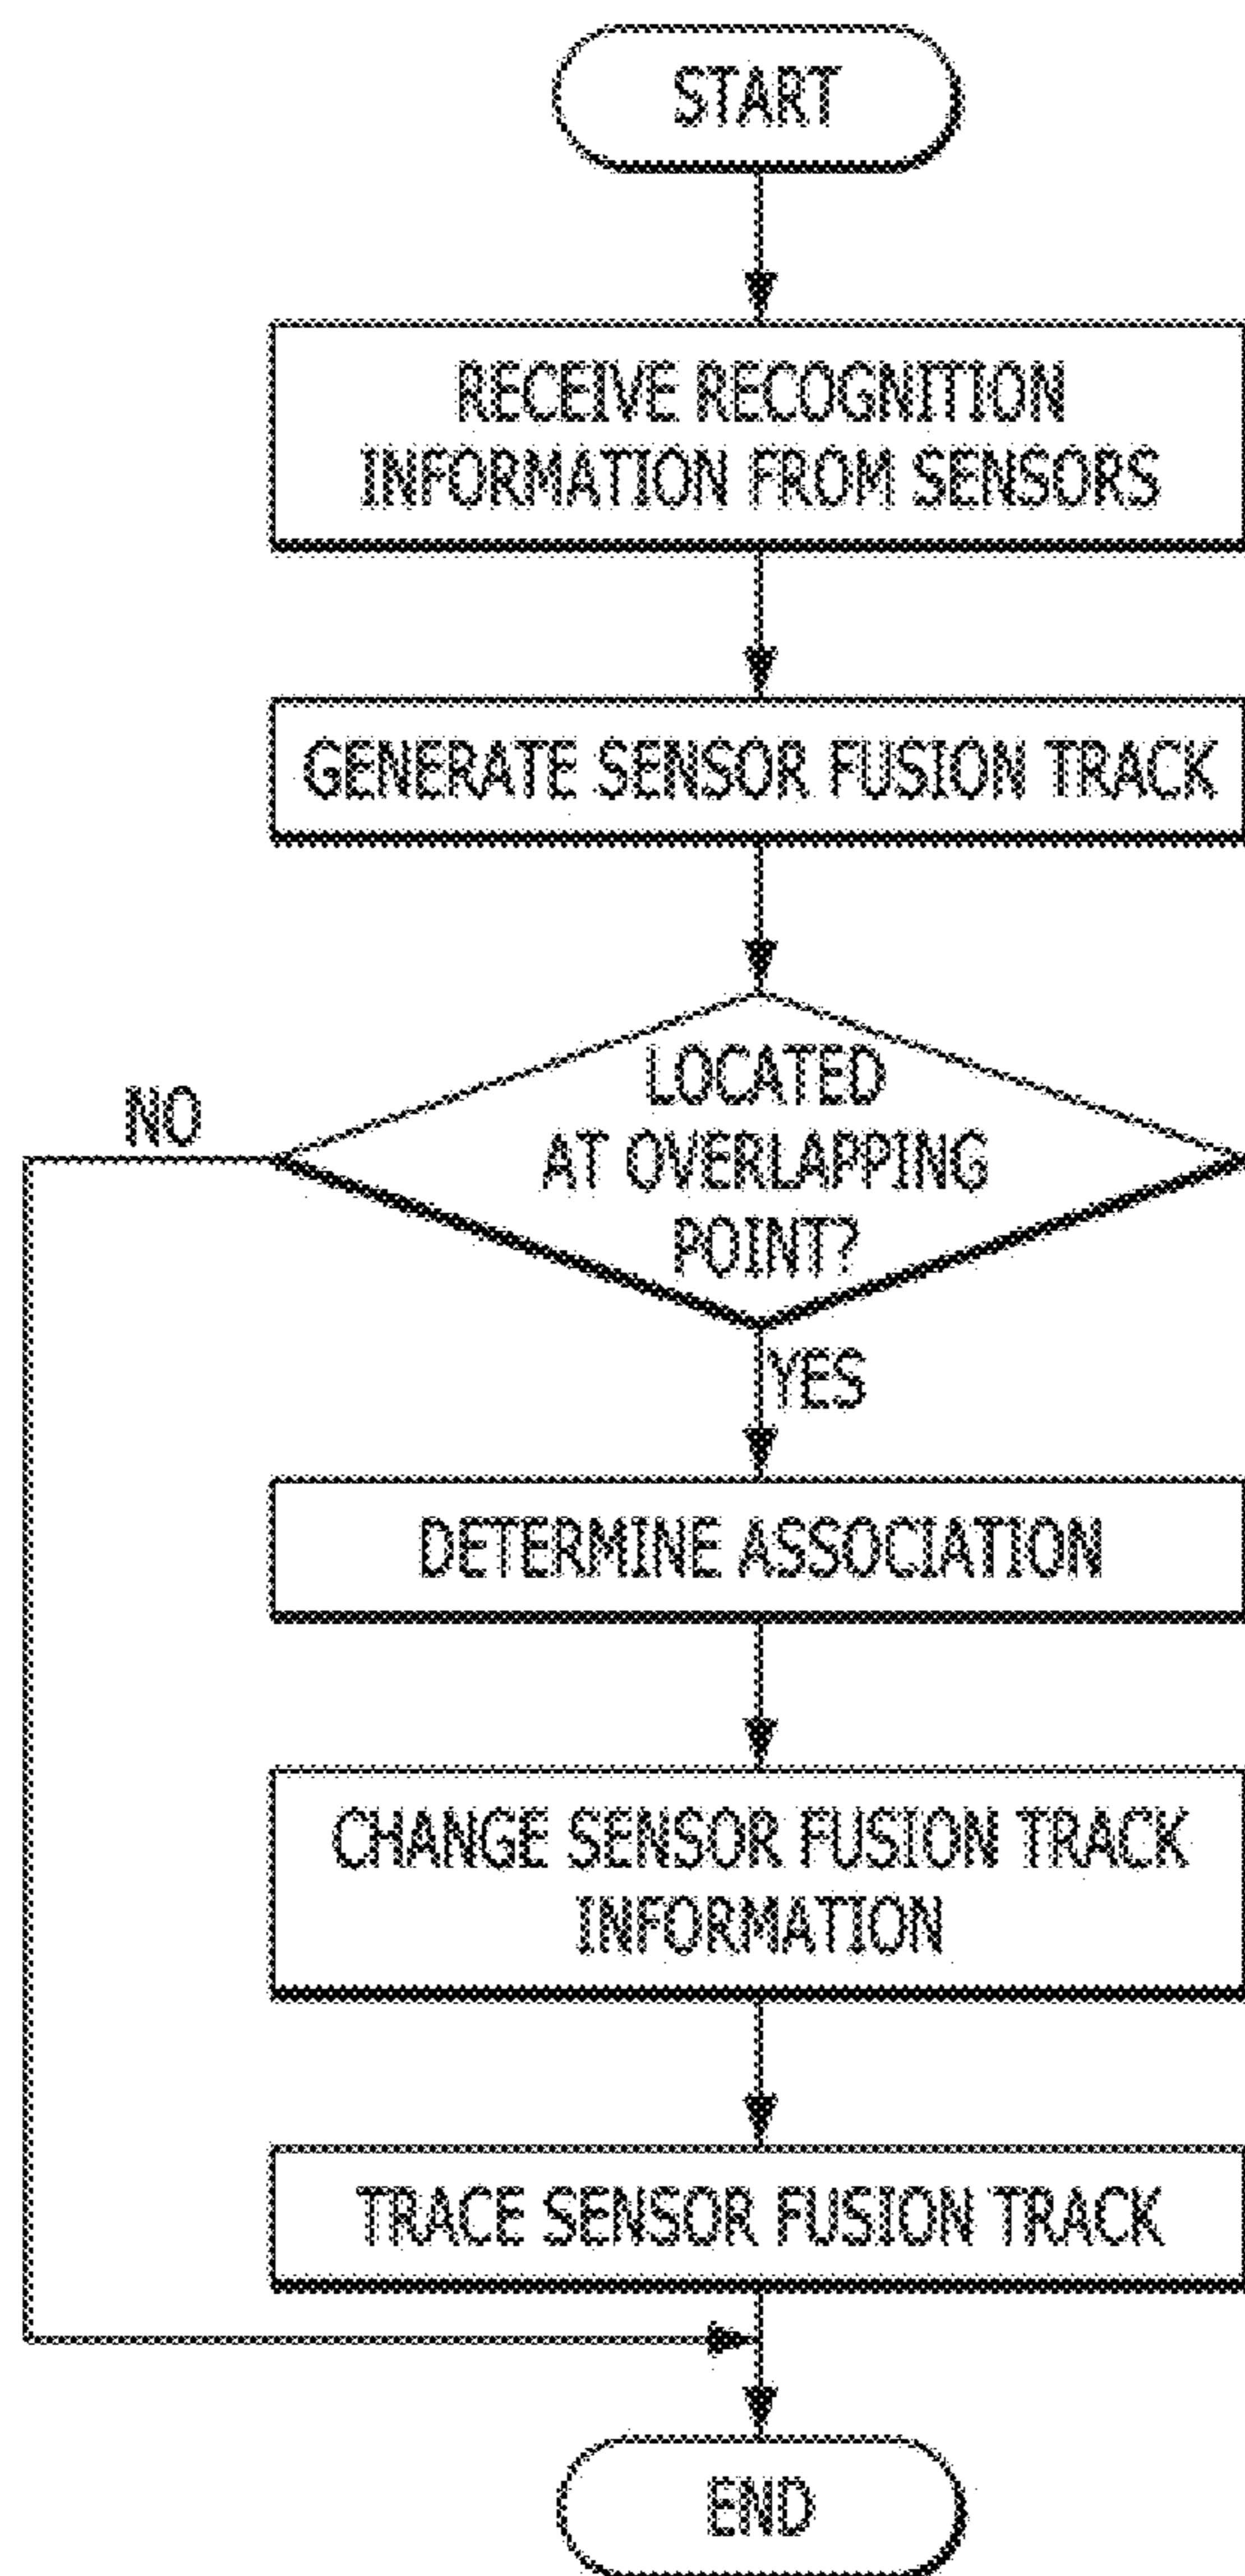 START
RECEIVE RECOGNITION
INFORMATION FROM SENSORS
GENERATE SENSOR FUSION TRACK
LOCATED
AT OVERLAPPING
POINT?
NO
YES
DETERMINE ASSOCIATION
CHANGE SENSOR FUSION TRACK
INFORMATION
TRACE SENSOR FUSION TRACK
END